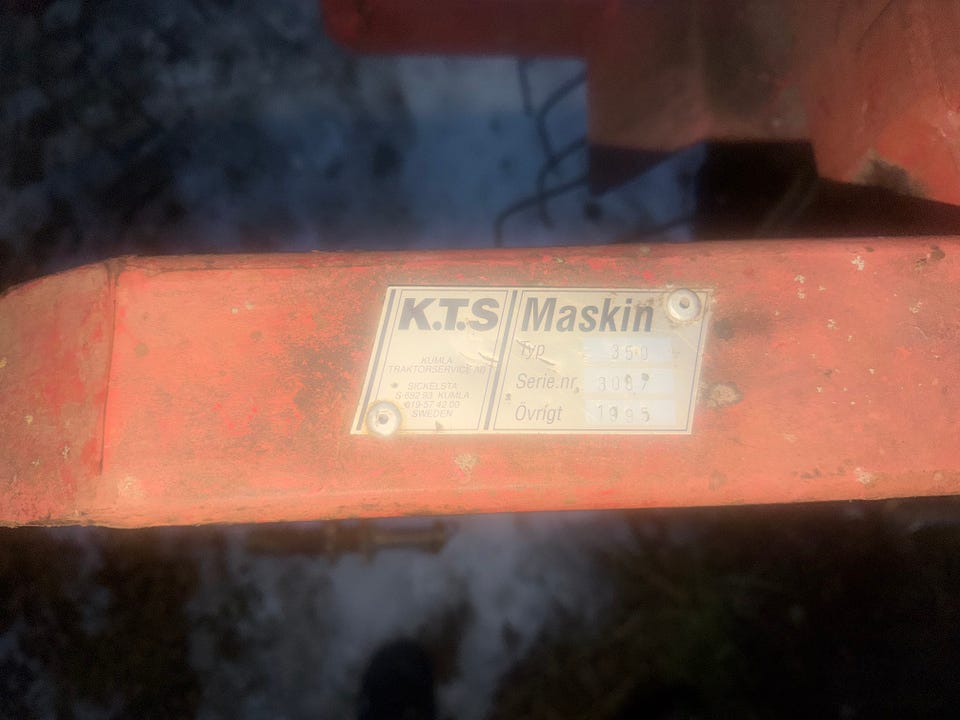 K.T.S
KUMLA
TRAKTORSERVICE AB
SICKELSTA
S-692 93 KUMLA
019-57 42 00
SWEDEN
Maskin
Typ 350
Serie.nr. 3087
Övrigt 1995